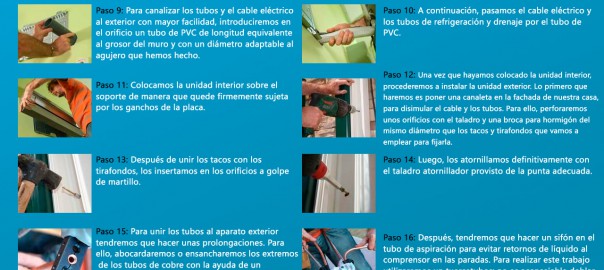 Paso 9: Para canalizar los tubos y el cable eléctrico
al exterior con mayor facilidad, introduciremos en
el orificio un tubo de PVC de longitud equivalente
al grosor del muro y con un diámetro adaptable al
agujero que hemos hecho.
Paso 10: A continuación, pasamos el cable eléctrico y
los tubos de refrigeración y drenaje por el tubo de
PVC.
Paso 11: Colocamos la unidad interior sobre el
soporte de manera que quede firmemente sujeta
por los ganchos de la placa.
Paso 12: Una vez que hayamos colocado la unidad interior,
procederemos a instalar la unidad exterior. Lo primero que
haremos es poner una canaleta en la fachada de nuestra casa,
para disimular el cable y los tubos. Para ello, perforaremos
unos orificios con el taladro y una broca para hormigón del
mismo diámetro que los tacos y tirafondos que vamos a
emplear para fijarla.
Paso 13: Después de unir los tacos con los
tirafondos, los insertamos en los orificios a golpe
de martillo.
Paso 14: Luego, los atornillamos definitivamente con
el taladro atornillador provisto de la punta adecuada.
Paso 15: Para unir los tubos al aparato exterior
tendremos que hacer unas prolongaciones. Para
ello, abocardaremos o ensancharemos los extremos
de los tubos de cobre con la ayuda de un
Paso 16: Después, tendremos que hacer un sifón en el
tubo de aspiración para evitar retornos de líquido al
compresor en las paradas. Para realizar este trabajo